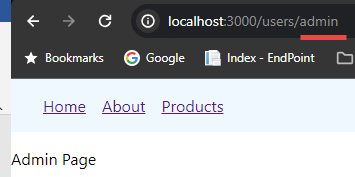 localhost:3000/users/admin
Bookmarks Google Index - EndPoint
Home About Products
Admin Page